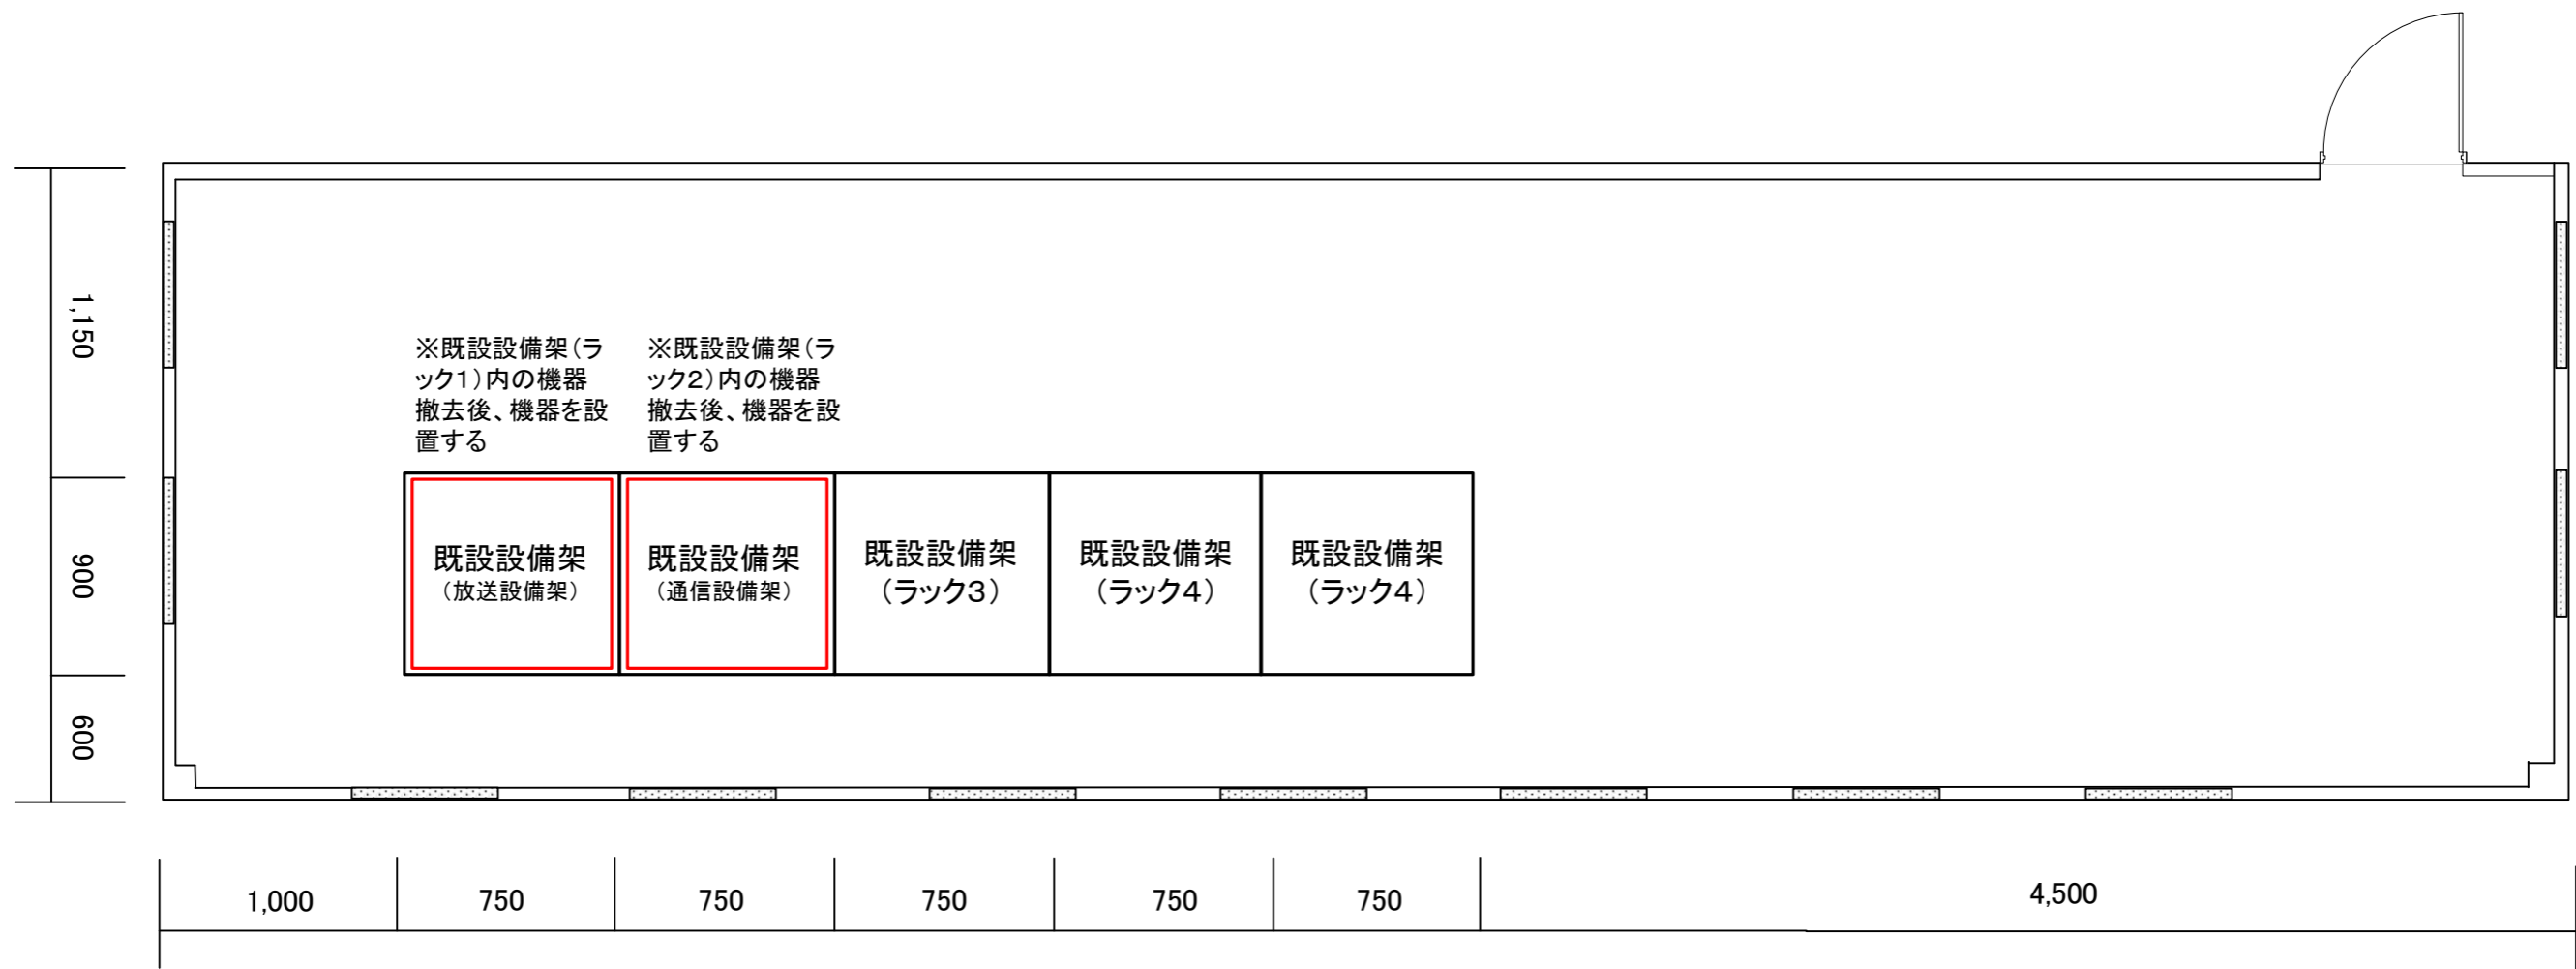 ※既設設備架(ラ
ック1)内の機器
撤去後、機器を設
置する
※既設設備架(ラ
ック2)内の機器
撤去後、機器を設
置する
1,150
900
600
既設設備架
(放送設備架)
既設設備架
(通信設備架)
既設設備架
(ラック3)
既設設備架
(ラック4)
既設設備架
(ラック4)
1,000
750
750
750
750
750
4,500